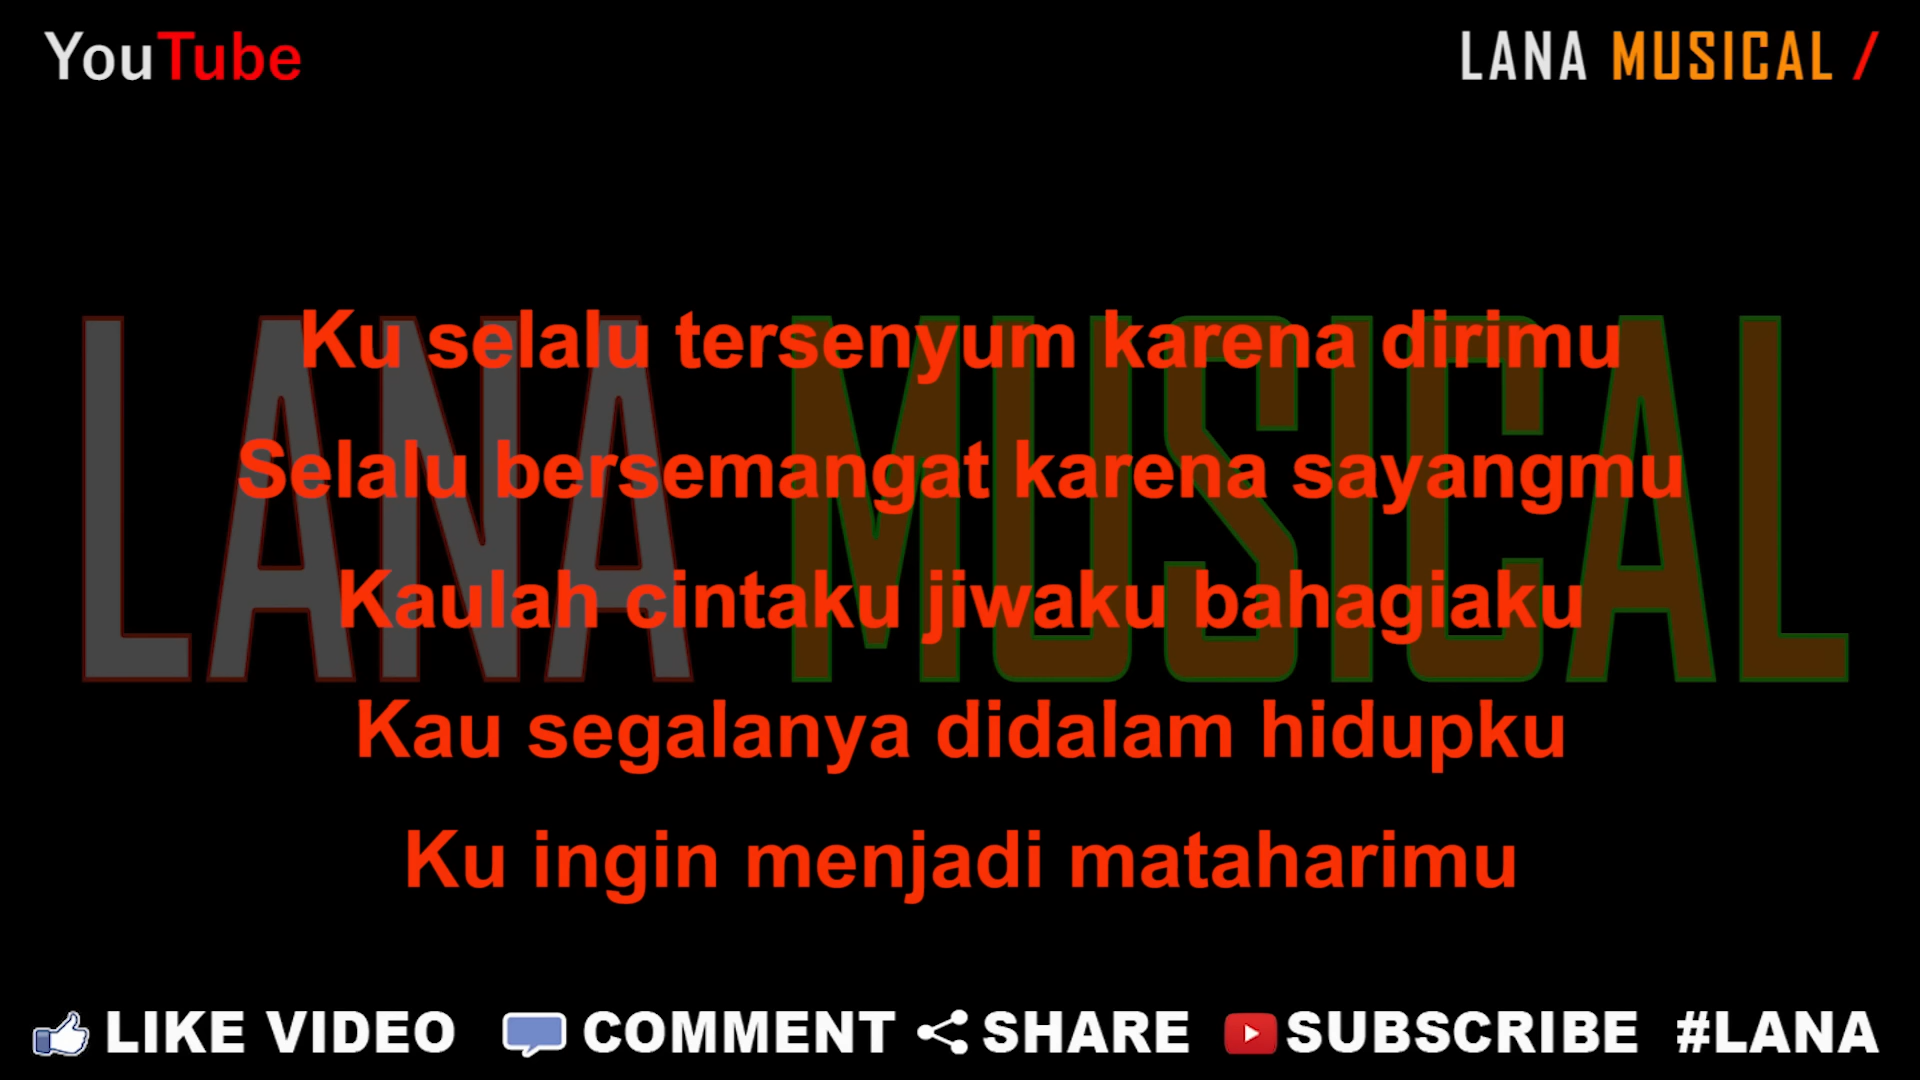 YouTube
LANA MUSICAL /
LANA MUSICAL
Ku selalu tersenyum karena dirimu
Selalu bersemangat karena sayangmu
Kaulah cintaku jiwaku bahagiaku
Kau segalanya didalam hidupku
Ku ingin menjadi mataharimu
LIKE VIDEO COMMENT SHARE SUBSCRIBE #LANA